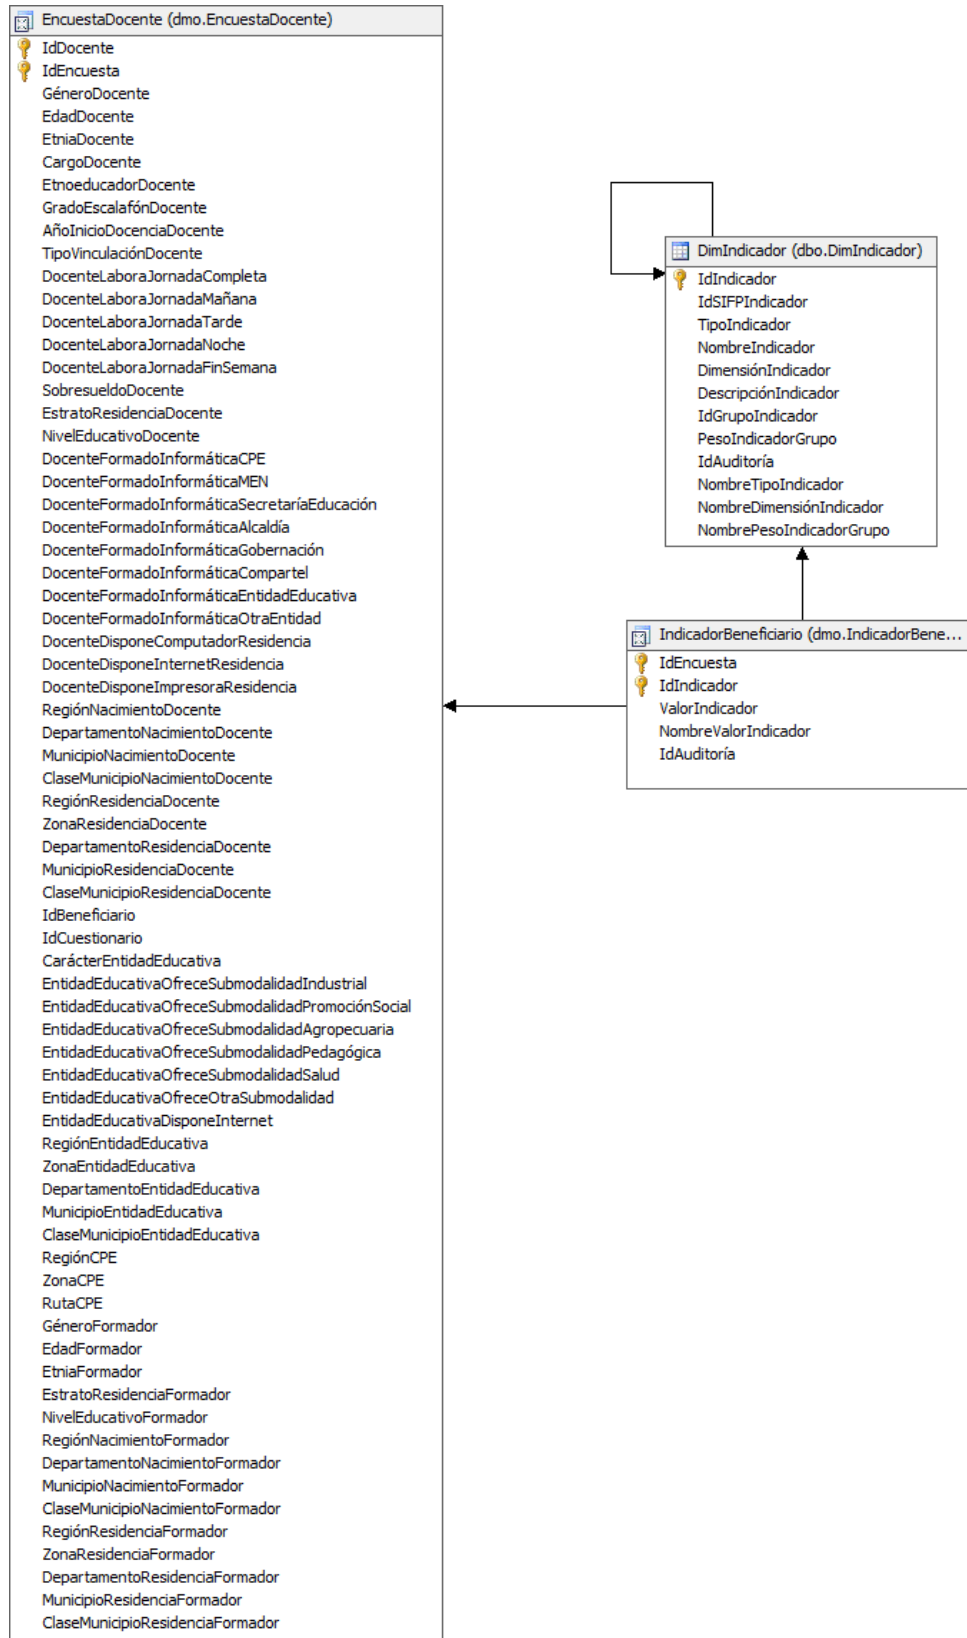 EncuestaDocente (dmo.EncuestaDocente)
IdDocente
IdEncuesta
GéneroDocente
EdadDocente
EtniaDocente
CargoDocente
EtnoeducadorDocente
GradoEscalafónDocente
AñoInicioDocenciaDocente
TipoVinculaciónDocente
DocenteLaboraJornadaCompleta
DocenteLaboraJornadaMañana
DocenteLaboraJornadaTarde
DocenteLaboraJornadaNoche
DocenteLaboraJornadaFinSemana
SobresueldoDocente
EstratoResidenciaDocente
NivelEducativoDocente
DocenteFormadoInformáticaCPE
DocenteFormadoInformáticaMEN
DocenteFormadoInformáticaSecretaríaEducación
DocenteFormadoInformáticaAlcaldía
DocenteFormadoInformáticaGobernación
DocenteFormadoInformáticaCompartel
DocenteFormadoInformáticaEntidadEducativa
DocenteFormadoInformáticaOtraEntidad
DocenteDisponeComputadorResidencia
DocenteDisponeInternetResidencia
DocenteDisponeImpresoraResidencia
RegiónNacimientoDocente
DepartamentoNacimientoDocente
MunicipioNacimientoDocente
ClaseMunicipioNacimientoDocente
RegiónResidenciaDocente
ZonaResidenciaDocente
DepartamentoResidenciaDocente
MunicipioResidenciaDocente
ClaseMunicipioResidenciaDocente
IdBeneficiario
IdCuestionario
CarácterEntidadEducativa
EntidadEducativaOfreceSubmodalidadIndustrial
EntidadEducativaOfreceSubmodalidadPromociónSocial
EntidadEducativaOfreceSubmodalidadAgropecuaria
EntidadEducativaOfreceSubmodalidadPedagógica
EntidadEducativaOfreceSubmodalidadSalud
EntidadEducativaOfreceOtraSubmodalidad
EntidadEducativaDisponeInternet
RegiónEntidadEducativa
ZonaEntidadEducativa
DepartamentoEntidadEducativa
MunicipioEntidadEducativa
ClaseMunicipioEntidadEducativa
RegiónCPE
ZonaCPE
RutaCPE
GéneroFormador
EdadFormador
EtniaFormador
EstratoResidenciaFormador
NivelEducativoFormador
RegiónNacimientoFormador
DepartamentoNacimientoFormador
MunicipioNacimientoFormador
ClaseMunicipioNacimientoFormador
RegiónResidenciaFormador
ZonaResidenciaFormador
DepartamentoResidenciaFormador
MunicipioResidenciaFormador
ClaseMunicipioResidenciaFormador
DimIndicador (dbo.DimIndicador)
IdIndicador
IdSIFPIndicador
TipoIndicador
NombreIndicador
DimensiónIndicador
DescripciónIndicador
IdGrupoIndicador
PesoIndicadorGrupo
IdAuditoría
NombreTipoIndicador
NombreDimensiónIndicador
NombrePesoIndicadorGrupo
IndicadorBeneficiario (dmo.IndicadorBene...
IdEncuesta
IdIndicador
ValorIndicador
NombreValorIndicador
IdAuditoría